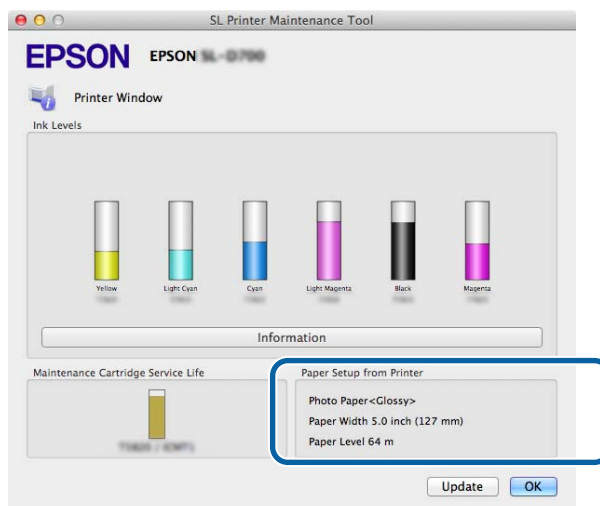 SL Printer Maintenance Tool
EPSON EPSON
Printer Window
Ink Levels
Yellow Light Cyan Cyan Light Magenta Black Magenta
Information
Maintenance Cartridge Service Life
Paper Setup from Printer
Photo Paper<Glossy>
Paper Width 5.0 inch (127 mm)
Paper Level 64 m
Update OK